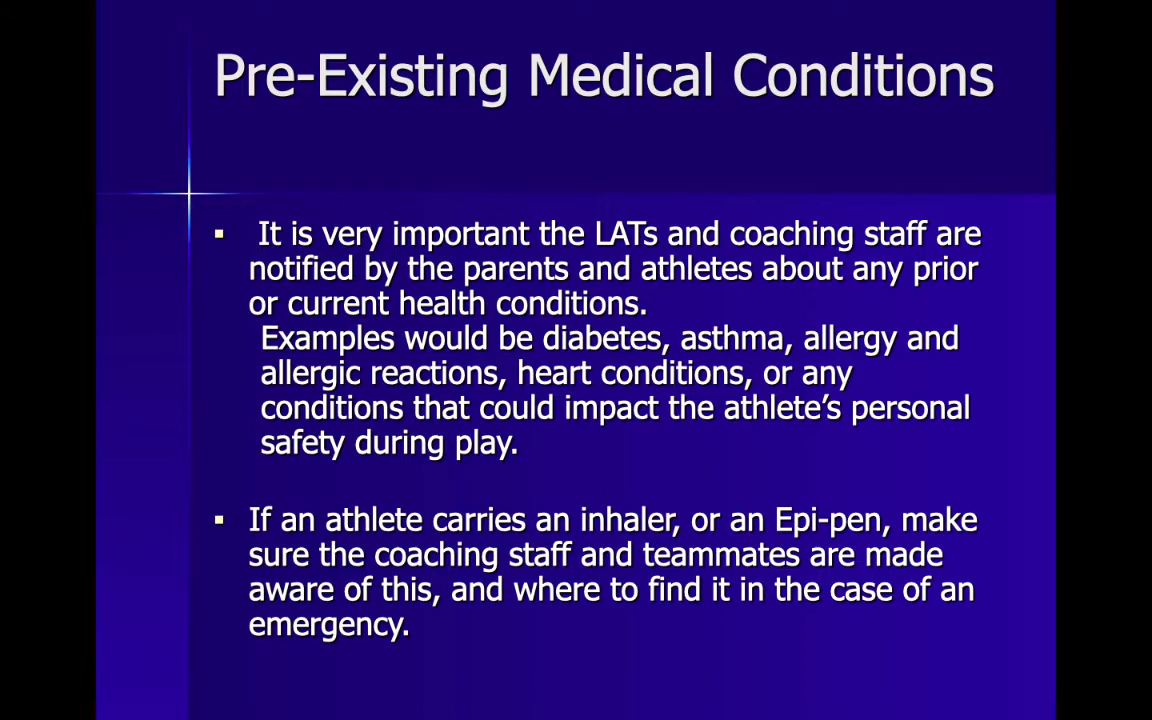 Pre-Existing Medical Conditions
▪ It is very important the LATs and coaching staff are
notified by the parents and athletes about any prior
or current health conditions.
Examples would be diabetes, asthma, allergy and
allergic reactions, heart conditions, or any
conditions that could impact the athlete’s personal
safety during play.
▪ If an athlete carries an inhaler, or an Epi-pen, make
sure the coaching staff and teammates are made
aware of this, and where to find it in the case of an
emergency.